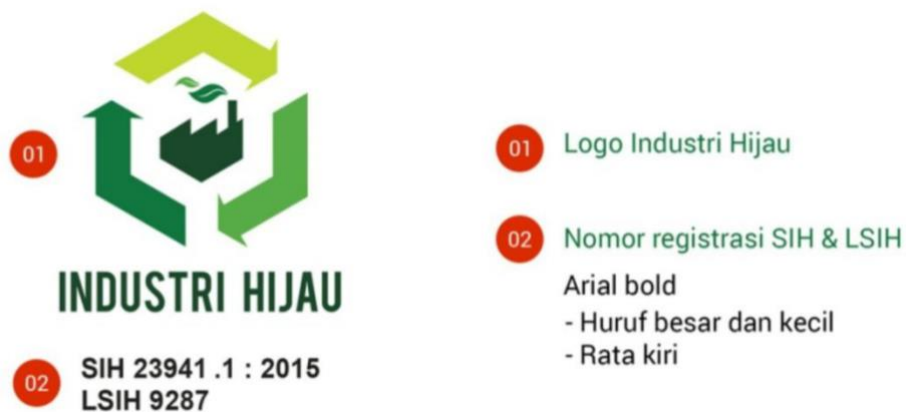 01
INDUSTRI HIJAU
02
SIH 23941 .1 : 2015
LSIH 9287
01
Logo Industri Hijau
02
Nomor registrasi SIH & LSIH
Arial bold
- Huruf besar dan kecil
- Rata kiri